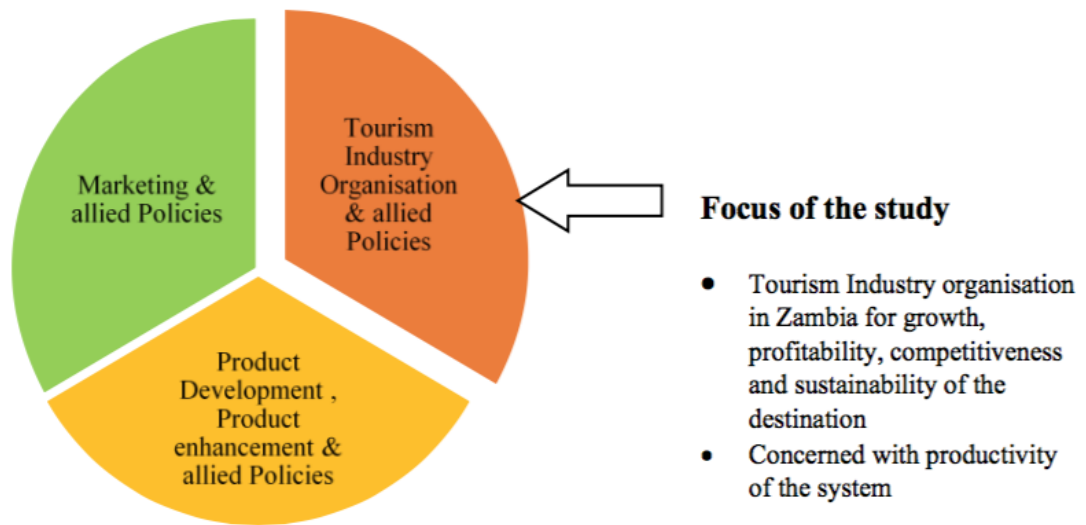 Marketing &
allied Policies
Tourism
Industry
Organisation
& allied
Policies
Product
Development ,
Product
enhancement &
allied Policies
Focus of the study
● Tourism Industry organisation
in Zambia for growth,
profitability, competitiveness
and sustainability of the
destination
● Concerned with productivity
of the system